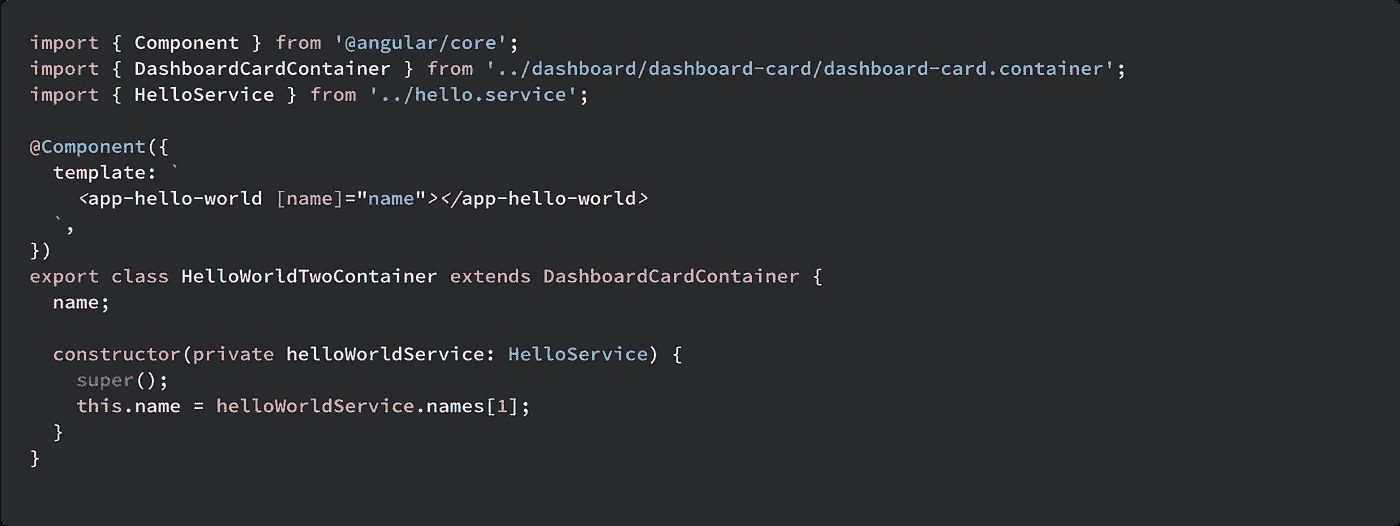 import { Component } from '@angular/core';
import { DashboardCardContainer } from '../dashboard/dashboard-card/dashboard-card.container';
import { HelloService } from '../hello.service';

@Component({
  template: `
    <app-hello-world [name]="name"></app-hello-world>
  `,
})
export class HelloWorldTwoContainer extends DashboardCardContainer {
  name;

  constructor(private helloWorldService: HelloService) {
    super();
    this.name = helloWorldService.names[1];
  }
}